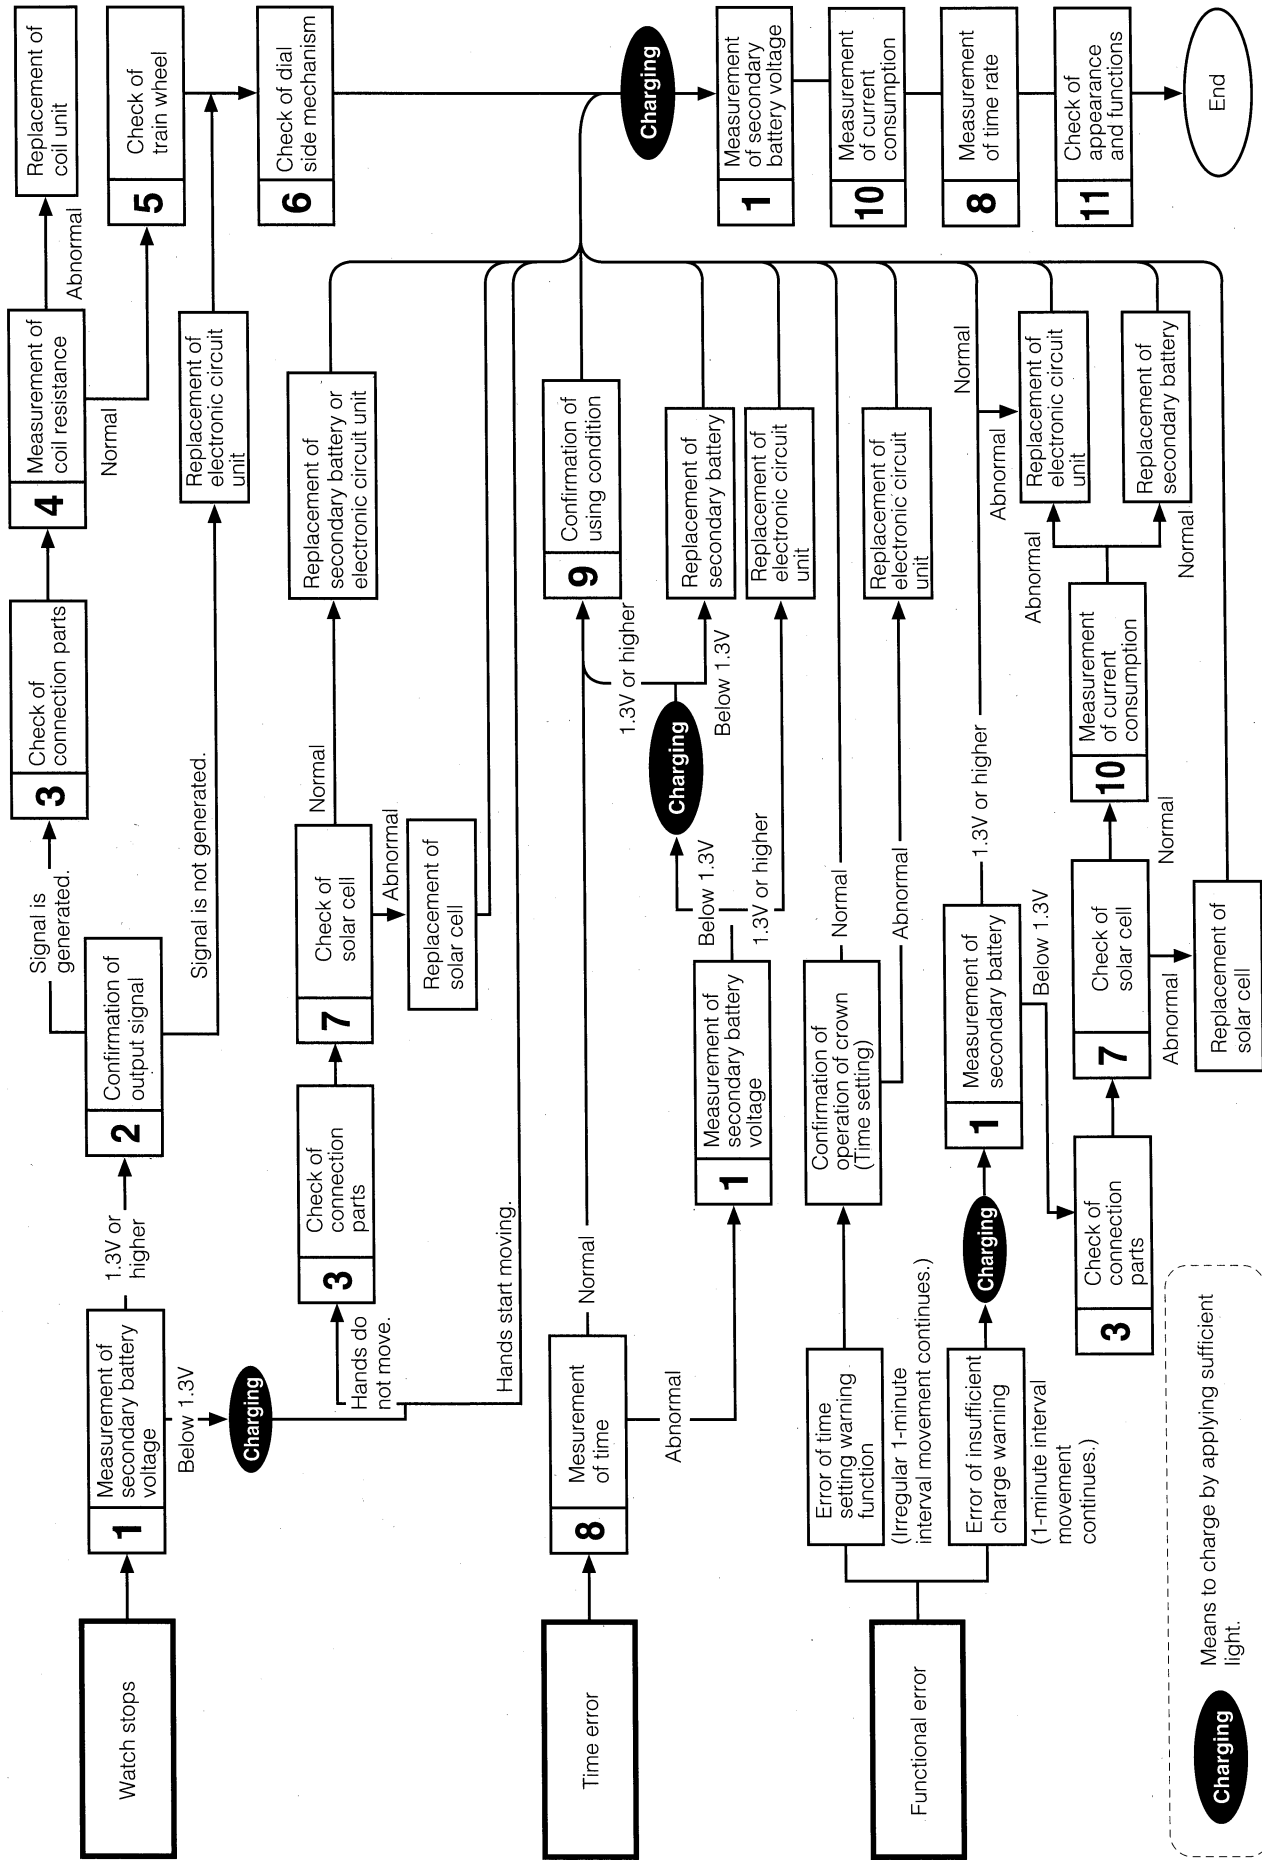 Watch stops
1
Measurement of
secondary battery
voltage
1.3V or
higher
Below 1.3V
Charging
2
Confirmation of
output signal
Signal is
generated.
Signal is not generated.
3
Check of
connection parts
4
Measurement of
coil resistance
Abnormal
Normal
Replacement of
coil unit
5
Check of
train wheel
Replacement of
electronic circuit
unit
6
Check of dial
side mechanism
Hands do
not move.
Hands start moving.
3
Check of
connection
parts
7
Check of
solar cell
Normal
Abnormal
Replacement of
solar cell
Replacement of
secondary battery or
electronic circuit unit
Time error
8
Mesurement
of time
Normal
Abnormal
1
Measurement of
secondary battery
voltage
Below 1.3V
1.3V or higher
Charging
1.3V or higher
Below 1.3V
9
Confirmation of
using condition
Replacement of
secondary battery
Replacement of
electronic circuit
unit
Functional error
Error of time
setting warning
function
(Irregular 1-minute
interval movement continues.)
Confirmation of
operation of crown
(Time setting)
Normal
Abnormal
Replacement of
electronic circuit
unit
Error of insufficient
charge warning
(1-minute interval
movement
continues.)
Charging
1
Measurement of
secondary battery
1.3V or higher
Below 1.3V
Normal
Abnormal
3
Check of
connection
parts
7
Check of
solar cell
Normal
Abnormal
Replacement of
solar cell
10
Measurement
of current
consumption
Abnormal
Normal
Replacement of
electronic circuit
unit
Replacement of
secondary battery
Charging
1
Measurement
of secondary
battery voltage
10
Measurement
of current
consumption
8
Measurement
of time rate
11
Check of
appearance
and functions
End
Charging
Means to charge by applying sufficient
light.